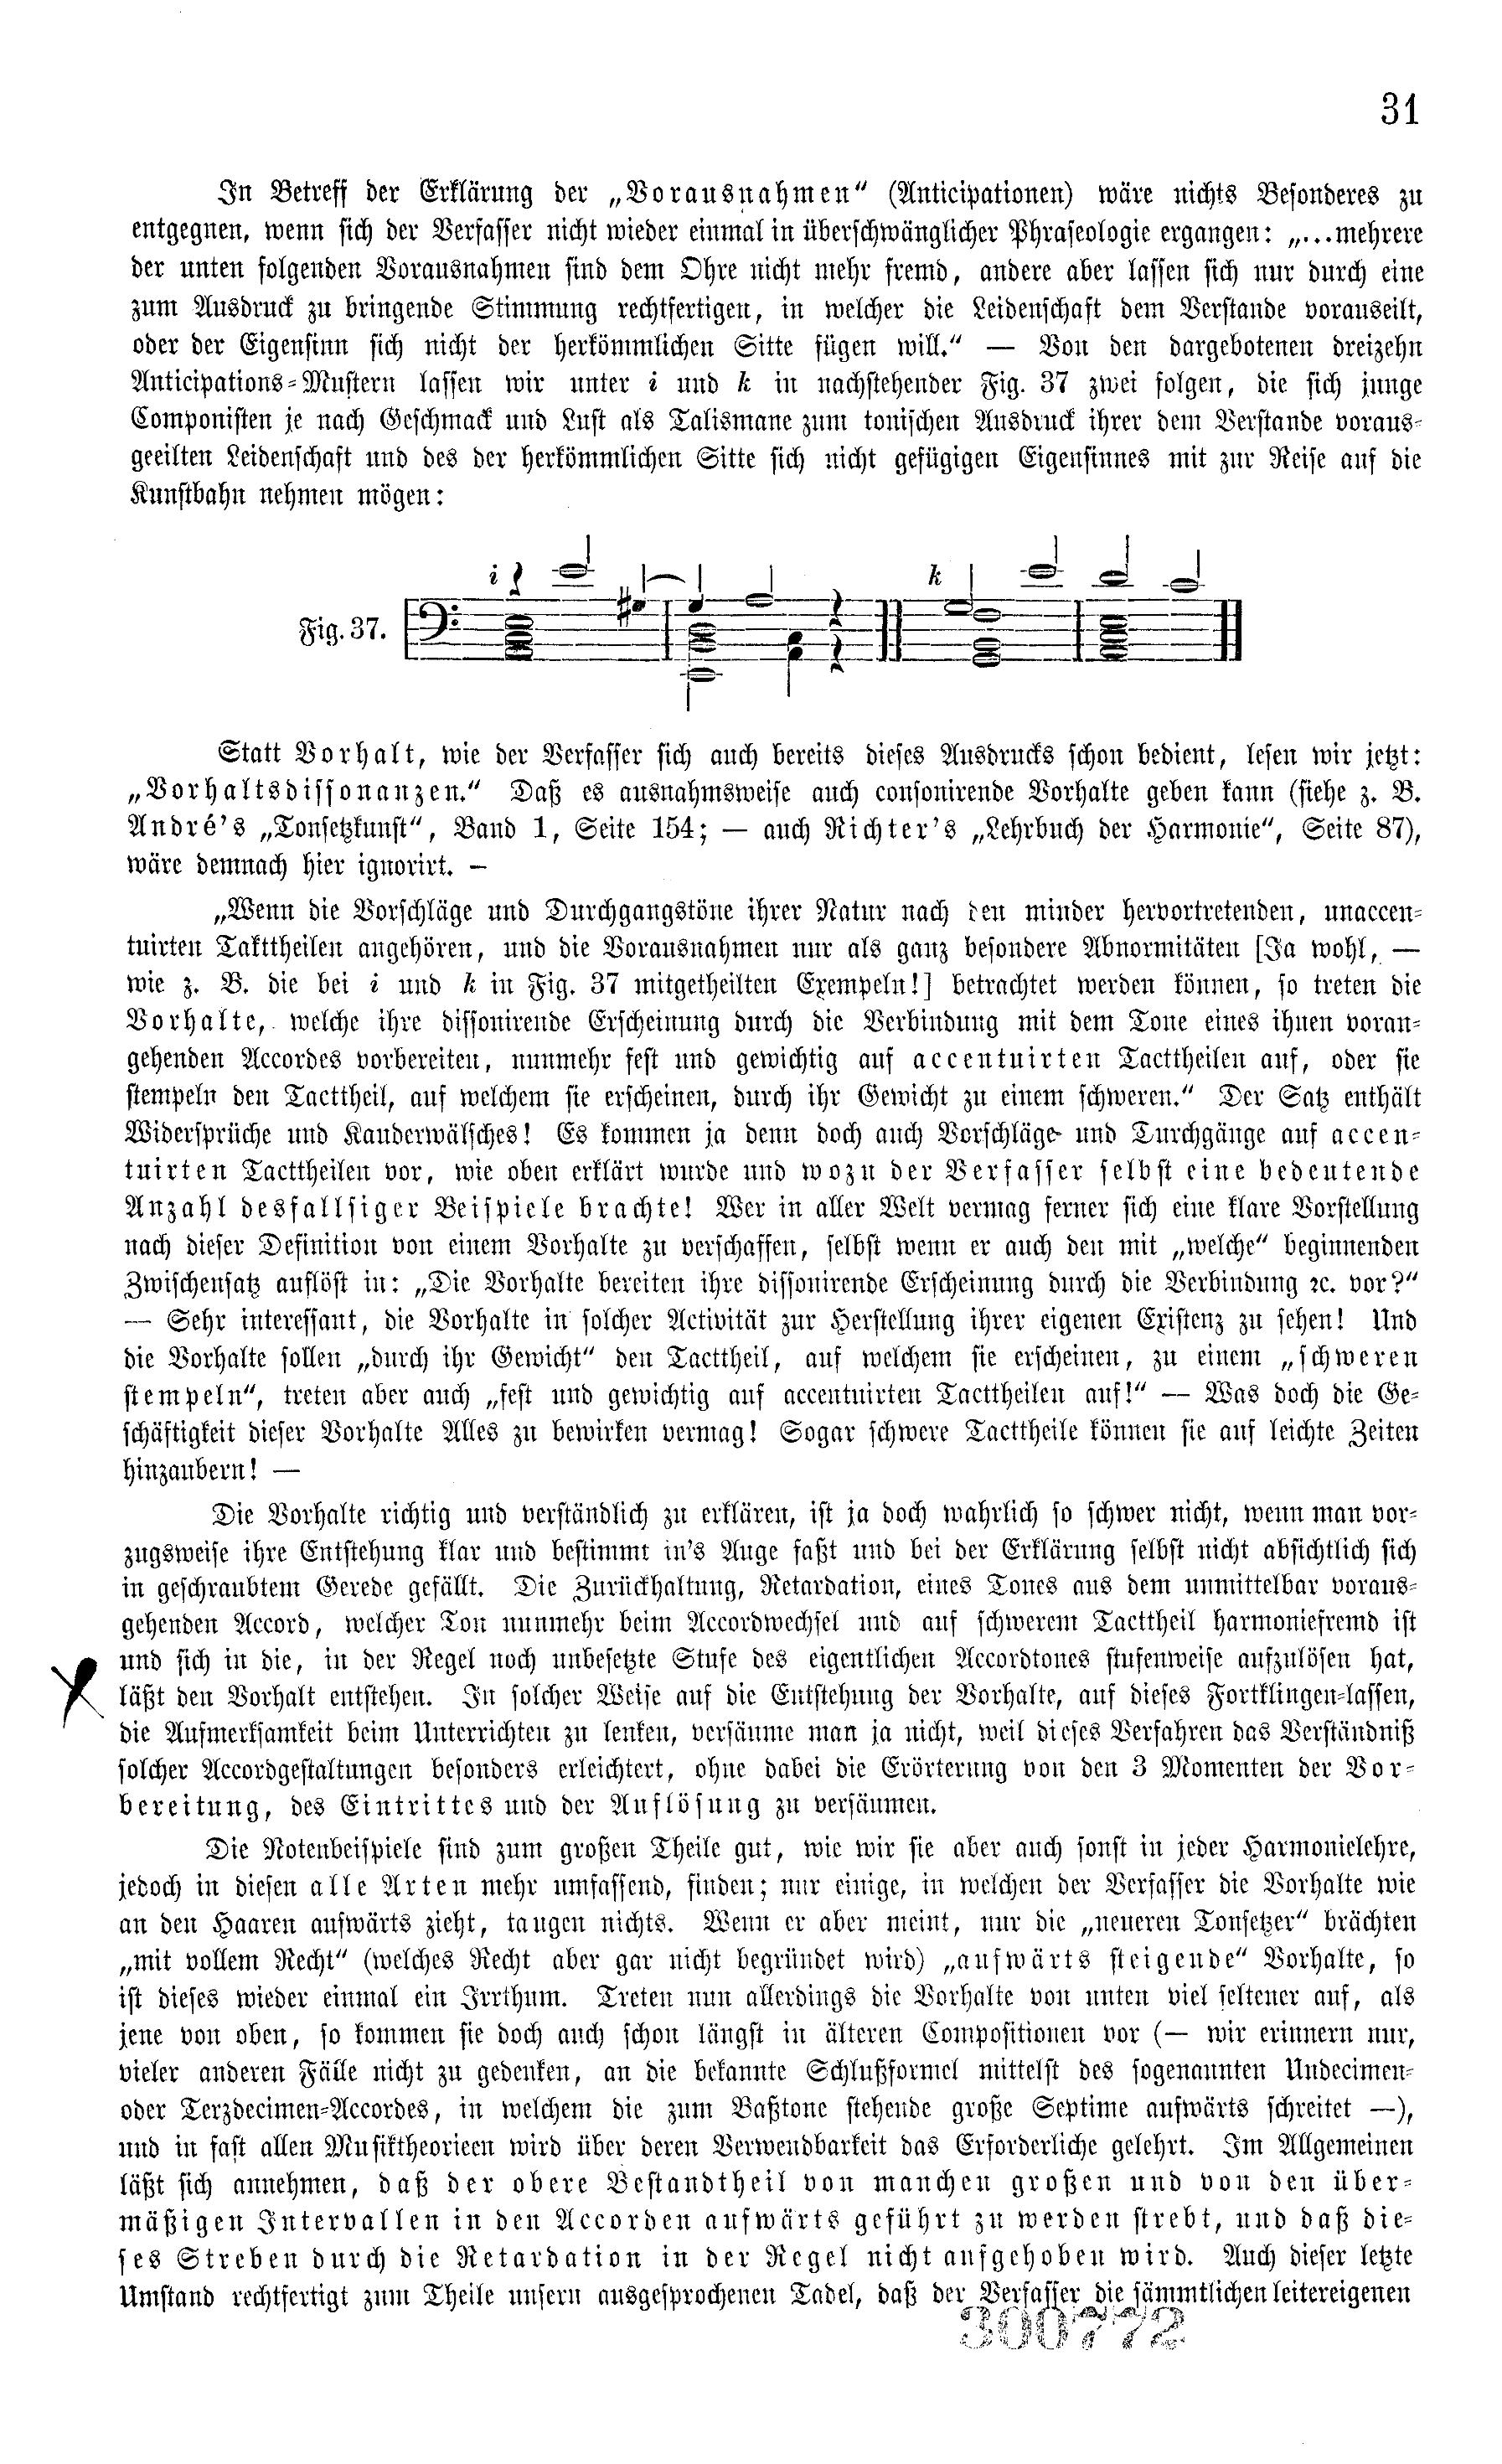 31
In Betreff der Erklärung der „Vorausnahmen“ (Anticipationen) wäre nichts Besonderes zu
entgegnen, wenn sich der Verfasser nicht wieder einmal in überschwänglicher Phraseologie ergangen: „...mehrere
der unten folgenden Vorausnahmen sind dem Ohre nicht mehr fremd, andere aber lassen sich nur durch eine
zum Ausdruck zu bringende Stimmung rechtfertigen, in welcher die Leidenschaft dem Verstande vorauseilt,
oder der Eigensinn sich nicht der herkömmlichen Sitte fügen will.“ — Von den dargebotenen dreizehn
Anticipations-Mustern lassen wir unter i und k in nachstehender Fig. 37 zwei folgen, die sich junge
Componisten je nach Geschmack und Lust als Talismane zum tonischen Ausdruck ihrer dem Verstande voraus-
geeilten Leidenschaft und des der herkömmlichen Sitte sich nicht gefügigen Eigensinnes mit zur Reise auf die
Kunstbahn nehmen mögen:
i k
Fig. 37.
Statt Vorhalt, wie der Verfasser sich auch bereits dieses Ausdrucks schon bedient, lesen wir jetzt:
„Vorhaltsdissonanzen.“ Daß es ausnahmsweise auch consonirende Vorhalte geben kann (siehe z. B.
André's „Tonsetzkunst“, Band 1, Seite 154; — auch Richter's „Lehrbuch der Harmonie“, Seite 87),
wäre demnach hier ignorirt. –
„Wenn die Vorschläge und Durchgangstöne ihrer Natur nach den minder hervortretenden, unaccen-
tuirten Takttheilen angehören, und die Vorausnahmen nur als ganz besondere Abnormitäten [Ja wohl, —
wie z. B. die bei i und k in Fig. 37 mitgetheilten Exempeln!] betrachtet werden können, so treten die
Vorhalte, welche ihre dissonirende Erscheinung durch die Verbindung mit dem Tone eines ihnen voran-
gehenden Accordes vorbereiten, nunmehr fest und gewichtig auf accentuirten Tacttheilen auf, oder sie
stempeln den Tacttheil, auf welchem sie erscheinen, durch ihr Gewicht zu einem schweren.“ Der Satz enthält
Widersprüche und Kauderwälsches! Es kommen ja denn doch auch Vorschläge und Durchgänge auf accen-
tuirten Tacttheilen vor, wie oben erklärt wurde und wozu der Verfasser selbst eine bedeutende
Anzahl desfallsiger Beispiele brachte! Wer in aller Welt vermag ferner sich eine klare Vorstellung
nach dieser Definition von einem Vorhalte zu verschaffen, selbst wenn er auch den mit „welche“ beginnenden
Zwischensatz auflöst in: „Die Vorhalte bereiten ihre dissonirende Erscheinung durch die Verbindung ꝛc. vor?“
— Sehr interessant, die Vorhalte in solcher Activität zur Herstellung ihrer eigenen Existenz zu sehen! Und
die Vorhalte sollen „durch ihr Gewicht“ den Tacttheil, auf welchem sie erscheinen, zu einem „schweren
stempeln“, treten aber auch „fest und gewichtig auf accentuirten Tacttheilen auf!“ — Was doch die Ge-
schäftigkeit dieser Vorhalte Alles zu bewirken vermag! Sogar schwere Tacttheile können sie auf leichte Zeiten
hinzaubern! —
Die Vorhalte richtig und verständlich zu erklären, ist ja doch wahrlich so schwer nicht, wenn man vor-
zugsweise ihre Entstehung klar und bestimmt in's Auge faßt und bei der Erklärung selbst nicht absichtlich sich
in geschraubtem Gerede gefällt. Die Zurückhaltung, Retardation, eines Tones aus dem unmittelbar voraus-
gehenden Accord, welcher Ton nunmehr beim Accordwechsel und auf schwerem Tacttheil harmoniefremd ist
und sich in die, in der Regel noch unbesetzte Stufe des eigentlichen Accordtones stufenweise aufzulösen hat,
läßt den Vorhalt entstehen. In solcher Weise auf die Entstehung der Vorhalte, auf dieses Fortklingen-lassen,
die Aufmerksamkeit beim Unterrichten zu lenken, versäume man ja nicht, weil dieses Verfahren das Verständniß
solcher Accordgestaltungen besonders erleichtert, ohne dabei die Erörterung von den 3 Momenten der Vor-
bereitung, des Eintrittes und der Auflösung zu versäumen.
Die Notenbeispiele sind zum großen Theile gut, wie wir sie aber auch sonst in jeder Harmonielehre,
jedoch in diesen alle Arten mehr umfassend, finden; nur einige, in welchen der Verfasser die Vorhalte wie
an den Haaren aufwärts zieht, taugen nichts. Wenn er aber meint, nur die „neueren Tonsetzer“ brächten
„mit vollem Recht“ (welches Recht aber gar nicht begründet wird) „aufwärts steigende“ Vorhalte, so
ist dieses wieder einmal ein Irrthum. Treten nun allerdings die Vorhalte von unten viel seltener auf, als
jene von oben, so kommen sie doch auch schon längst in älteren Compositionen vor (— wir erinnern nur,
vieler anderen Fälle nicht zu gedenken, an die bekannte Schlußformel mittelst des sogenannten Undecimen-
oder Terzdecimen-Accordes, in welchem die zum Baßtone stehende große Septime aufwärts schreitet —),
und in fast allen Musiktheorieen wird über deren Verwendbarkeit das Erforderliche gelehrt. Im Allgemeinen
läßt sich annehmen, daß der obere Bestandtheil von manchen großen und von den über-
mäßigen Intervallen in den Accorden aufwärts geführt zu werden strebt, und daß die-
ses Streben durch die Retardation in der Regel nicht aufgehoben wird. Auch dieser letzte
Umstand rechtfertigt zum Theile unsern ausgesprochenen Tadel, daß der Verfasser die sämmtlichen leitereigenen
300772